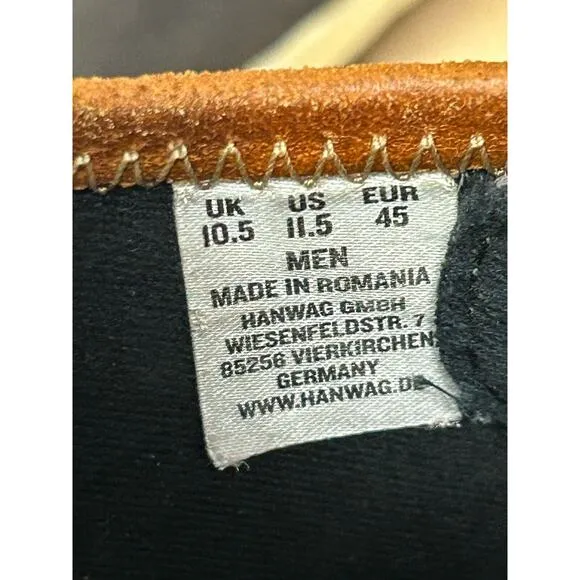 UK US EUR
10.5 11.5 45
MEN
MADE IN ROMANIA
HANWAG GMBH
WIESENFELDSTR. 7
85256 VIERKIRCHEN
GERMANY
WWW.HANWAG.DE